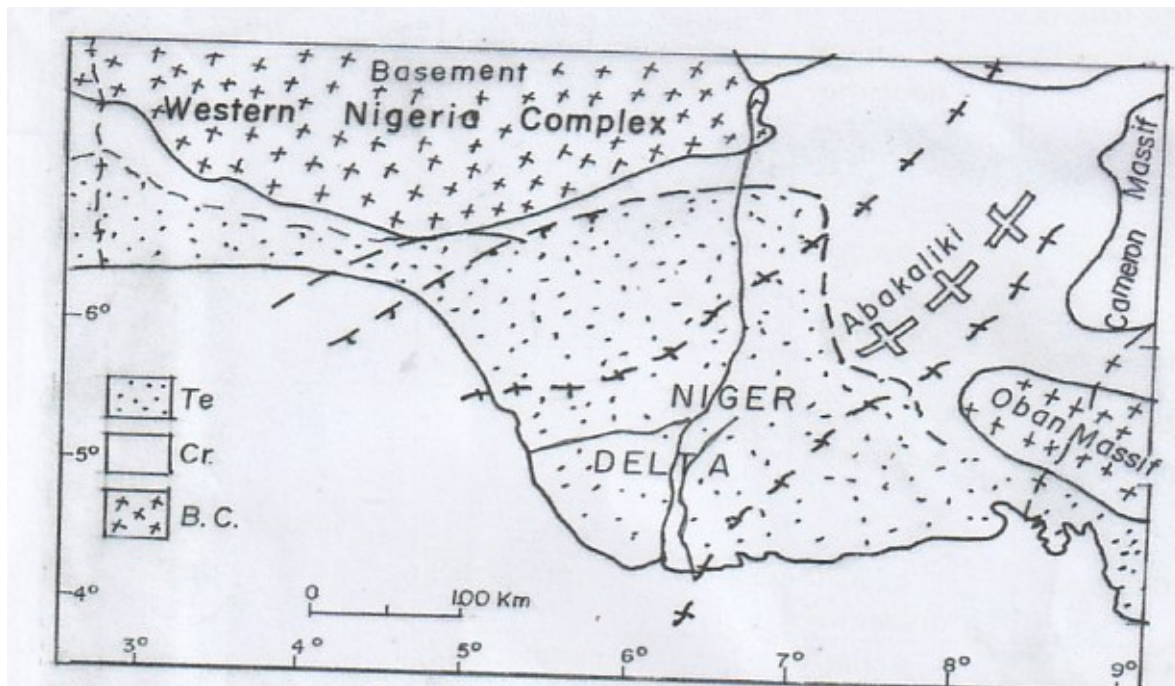 Basement
Western Nigeria Complex
Cameron Massif
Abakaliki
6°
Oban Massif
NIGER
Te
DELTA
5°
Cr.
B.C.
4°
0 100 Km
3° 4° 5° 6° 7° 8° 9°